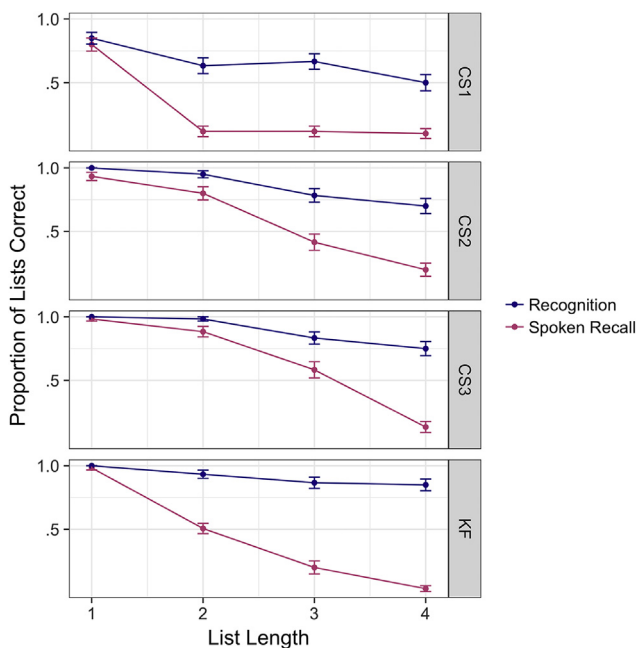 Proportion of Lists Correct
1.0
.5
CS1
1.0
.5
CS2
1.0
.5
CS3
1.0
.5
KF
1 2 3 4
List Length
Recognition
Spoken Recall